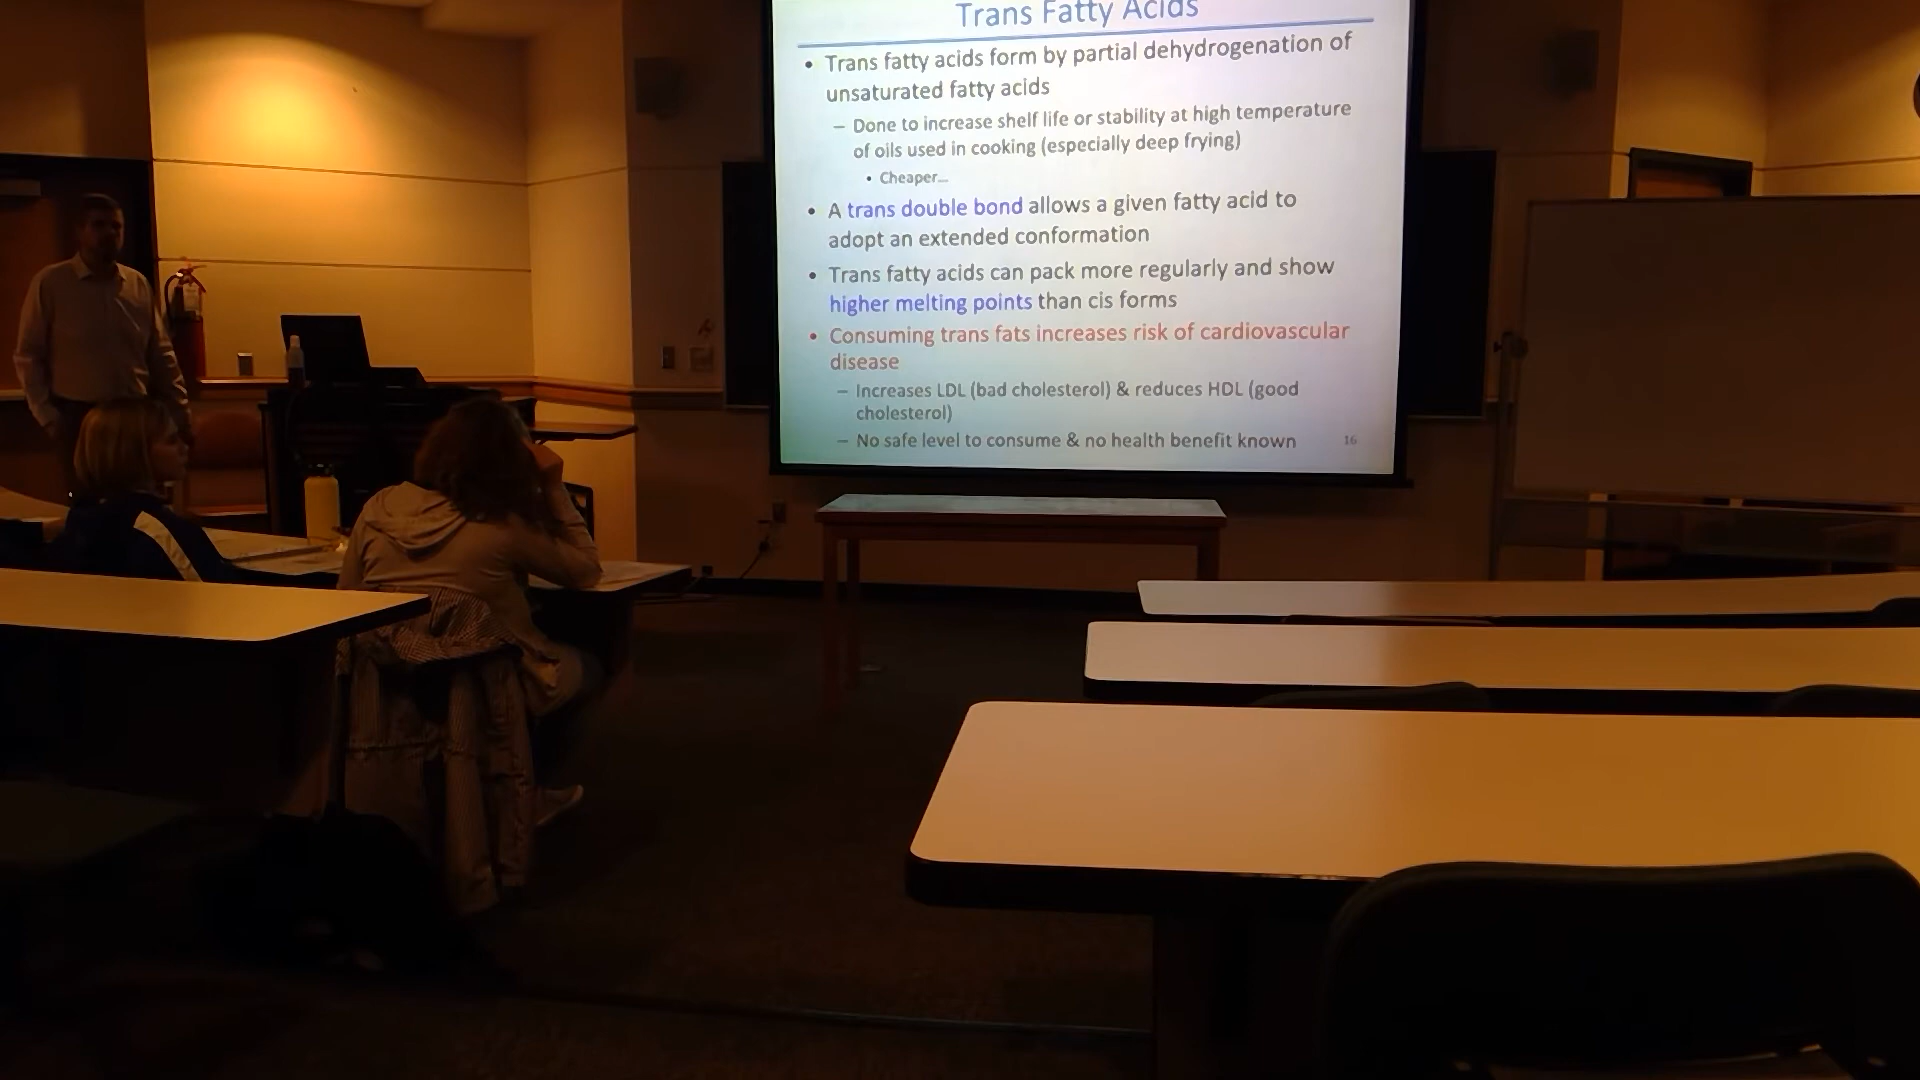 Trans Fatty Acids
• Trans fatty acids form by partial dehydrogenation of
unsaturated fatty acids
– Done to increase shelf life or stability at high temperature
of oils used in cooking (especially deep frying)
• Cheaper...
• A trans double bond allows a given fatty acid to
adopt an extended conformation
• Trans fatty acids can pack more regularly and show
higher melting points than cis forms
• Consuming trans fats increases risk of cardiovascular
disease
– Increases LDL (bad cholesterol) & reduces HDL (good
cholesterol)
– No safe level to consume & no health benefit known
16